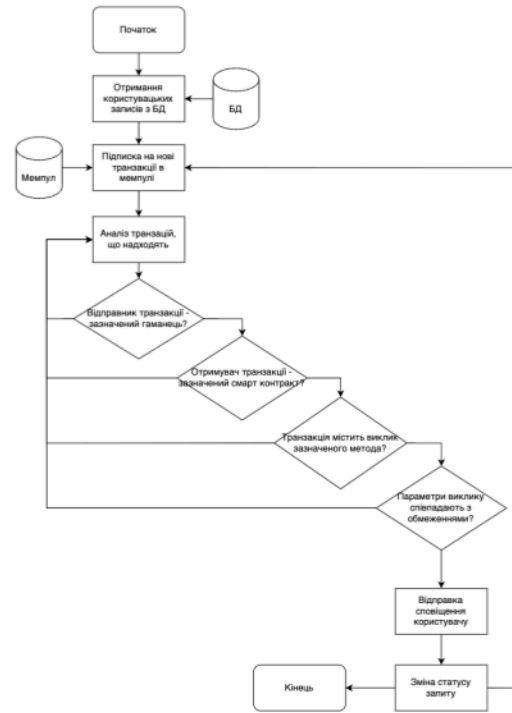 Початок
Отримання
користувацьких
записів з БД
БД
Мемпул
Підписка на нові
транзакції в
мемпулі
Аналіз транзацій,
що надходять
Відправник транзакції -
зазначений гаманець?
Отримувач транзакції -
зазначений смарт контракт?
Транзакція містить виклик
зазначеного метода?
Параметри виклику
співпадають з
обмеженнями?
Відправка
сповіщення
користувачу
Кінець
Зміна статусу
запиту